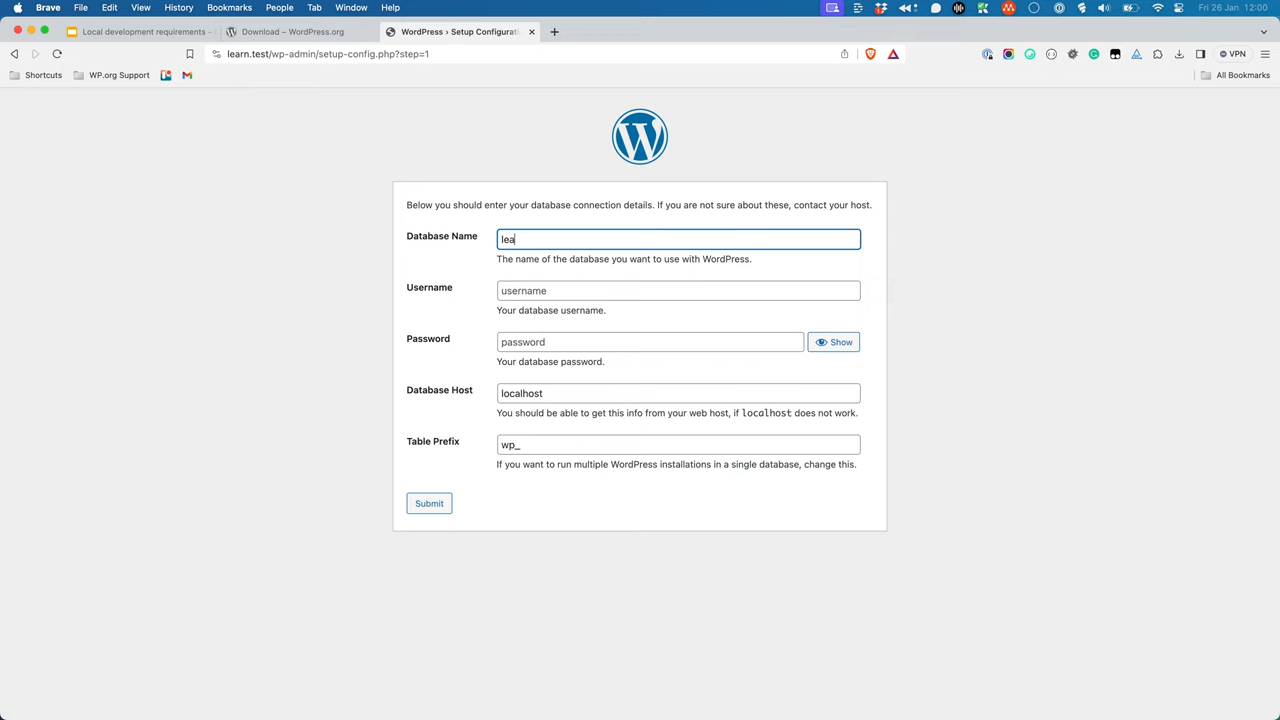 Brave File Edit View History Bookmarks People Tab Window Help Fri 26 Jan 12:00
Local development requirements - Download – WordPress.org WordPress › Setup Configurati
learn.test/wp-admin/setup-config.php?step=1 VPN
Shortcuts WP.org Support All Bookmarks
Below you should enter your database connection details. If you are not sure about these, contact your host.
Database Name lea
The name of the database you want to use with WordPress.
Username username
Your database username.
Password password Show
Your database password.
Database Host localhost
You should be able to get this info from your web host, if localhost does not work.
Table Prefix wp_
If you want to run multiple WordPress installations in a single database, change this.
Submit